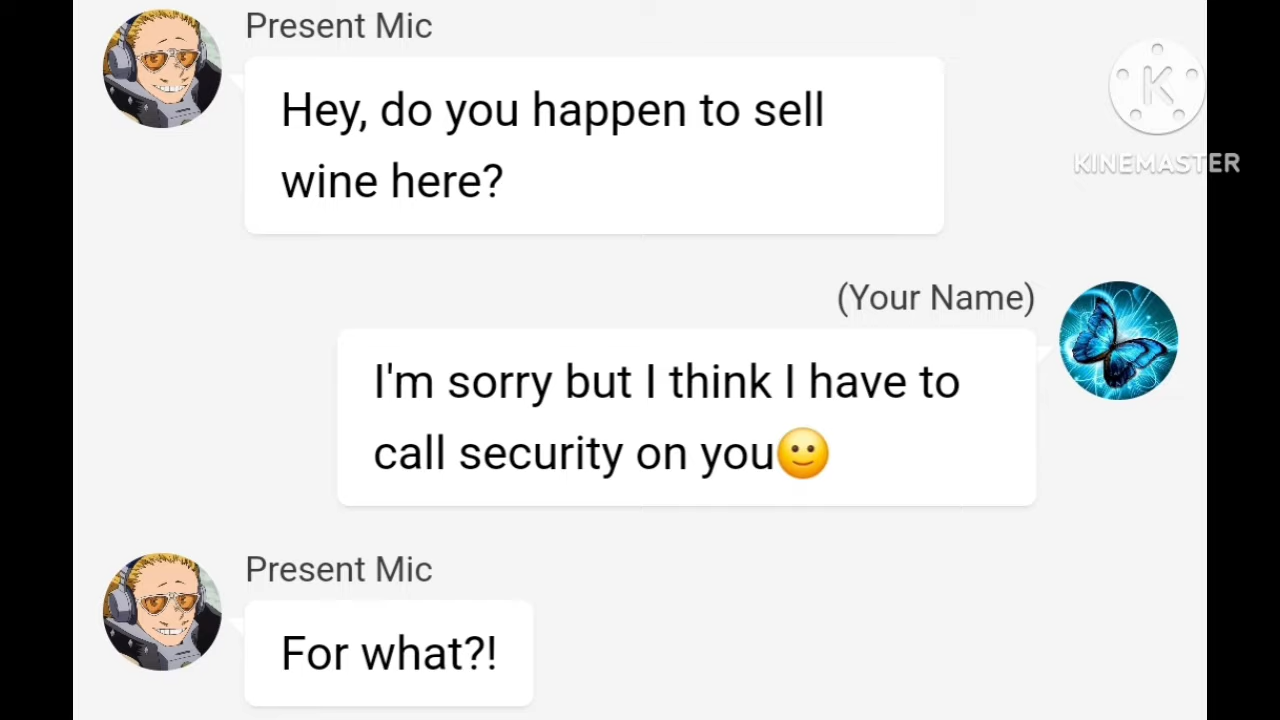 Present Mic
Hey, do you happen to sell
wine here?
K
KINEMASTER
(Your Name)
I'm sorry but I think I have to
call security on you🙂
Present Mic
For what?!